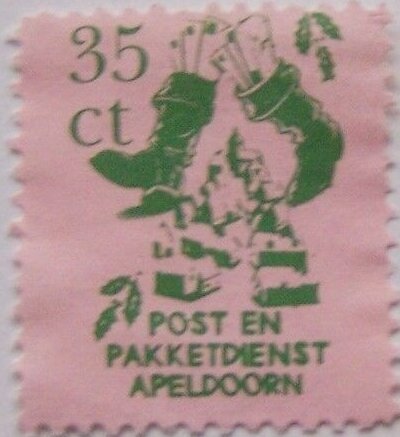 35
ct
POST EN
PAKKETDIENST
APELDOORN